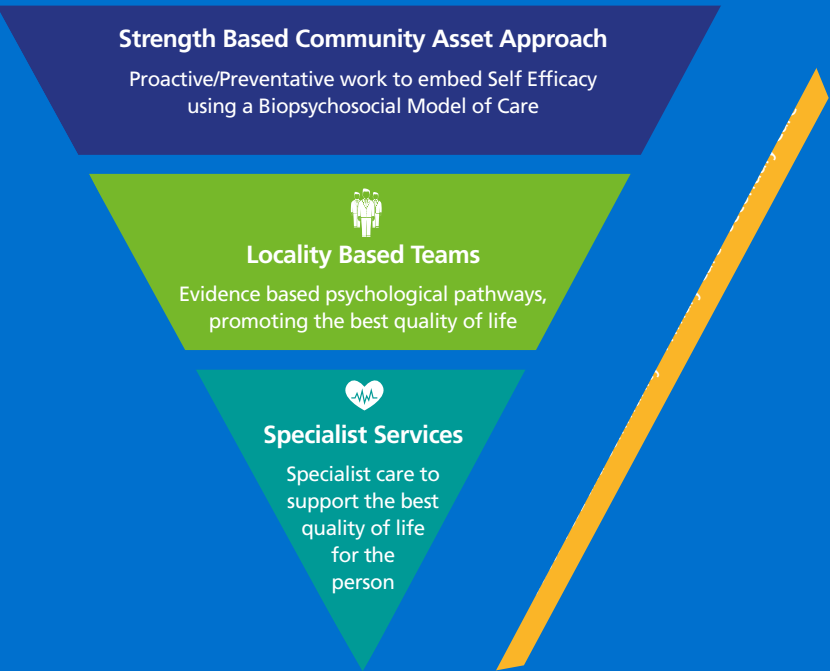 Strength Based Community Asset Approach
Proactive/Preventative work to embed Self Efficacy
using a Biopsychosocial Model of Care
Locality Based Teams
Evidence based psychological pathways,
promoting the best quality of life
Specialist Services
Specialist care to
support the best
quality of life
for the
person